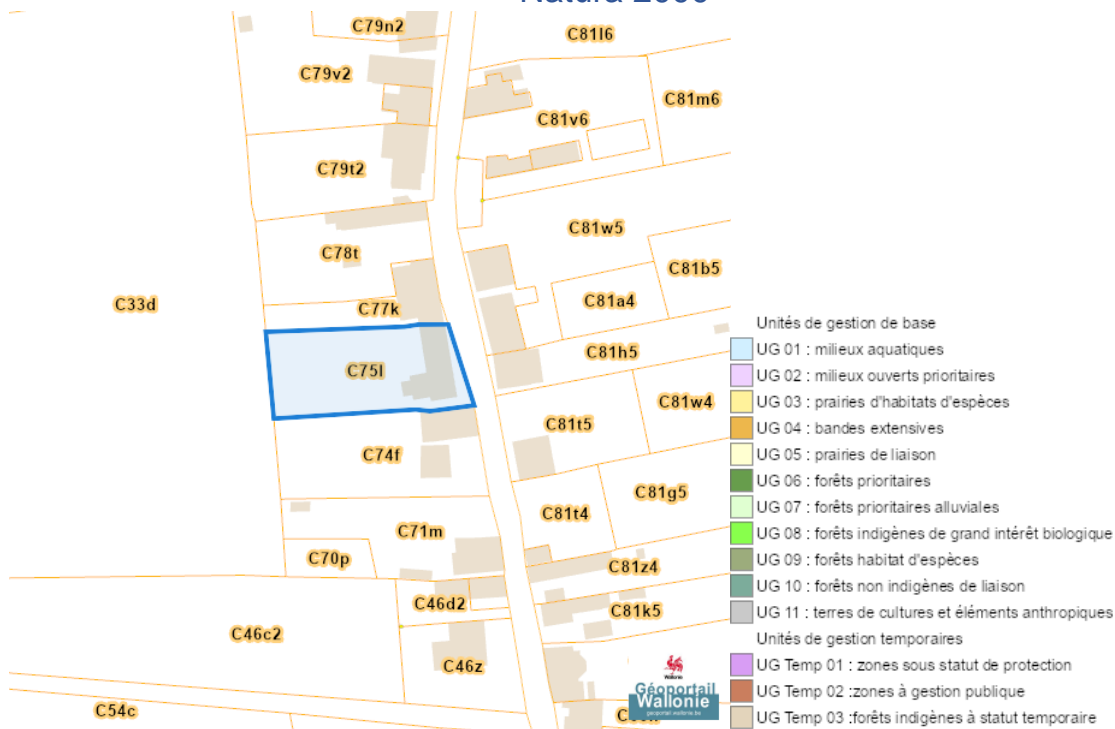 C79n2
C81l6
C79v2
C81m6
C81v6
C79t2
C81w5
C78t
C81b5
C33d
C81a4
C77k
C81h5
C75l
C81w4
C81t5
C74f
C81g5
C81t4
C71m
C70p
C81z4
C46d2
C81k5
C46c2
C46z
C54c
Wallonie
Géoportail
Wallonie
geoportail.wallonie.be
Unités de gestion de base
UG 01 : milieux aquatiques
UG 02 : milieux ouverts prioritaires
UG 03 : prairies d'habitats d'espèces
UG 04 : bandes extensives
UG 05 : prairies de liaison
UG 06 : forêts prioritaires
UG 07 : forêts prioritaires alluviales
UG 08 : forêts indigènes de grand intérêt biologique
UG 09 : forêts habitat d'espèces
UG 10 : forêts non indigènes de liaison
UG 11 : terres de cultures et éléments anthropiques
Unités de gestion temporaires
UG Temp 01 : zones sous statut de protection
UG Temp 02 :zones à gestion publique
UG Temp 03 :forêts indigènes à statut temporaire